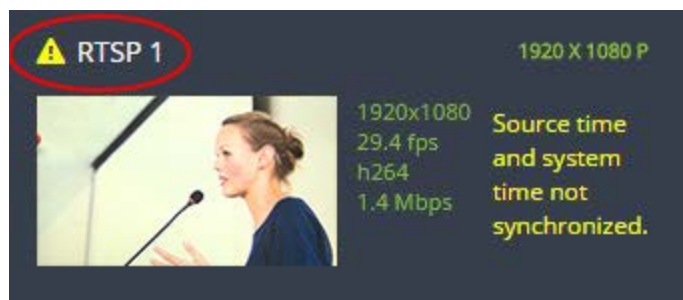 RTSP 1
1920 X 1080 P
1920x1080
29.4 fps
h264
1.4 Mbps
Source time
and system
time not
synchronized.